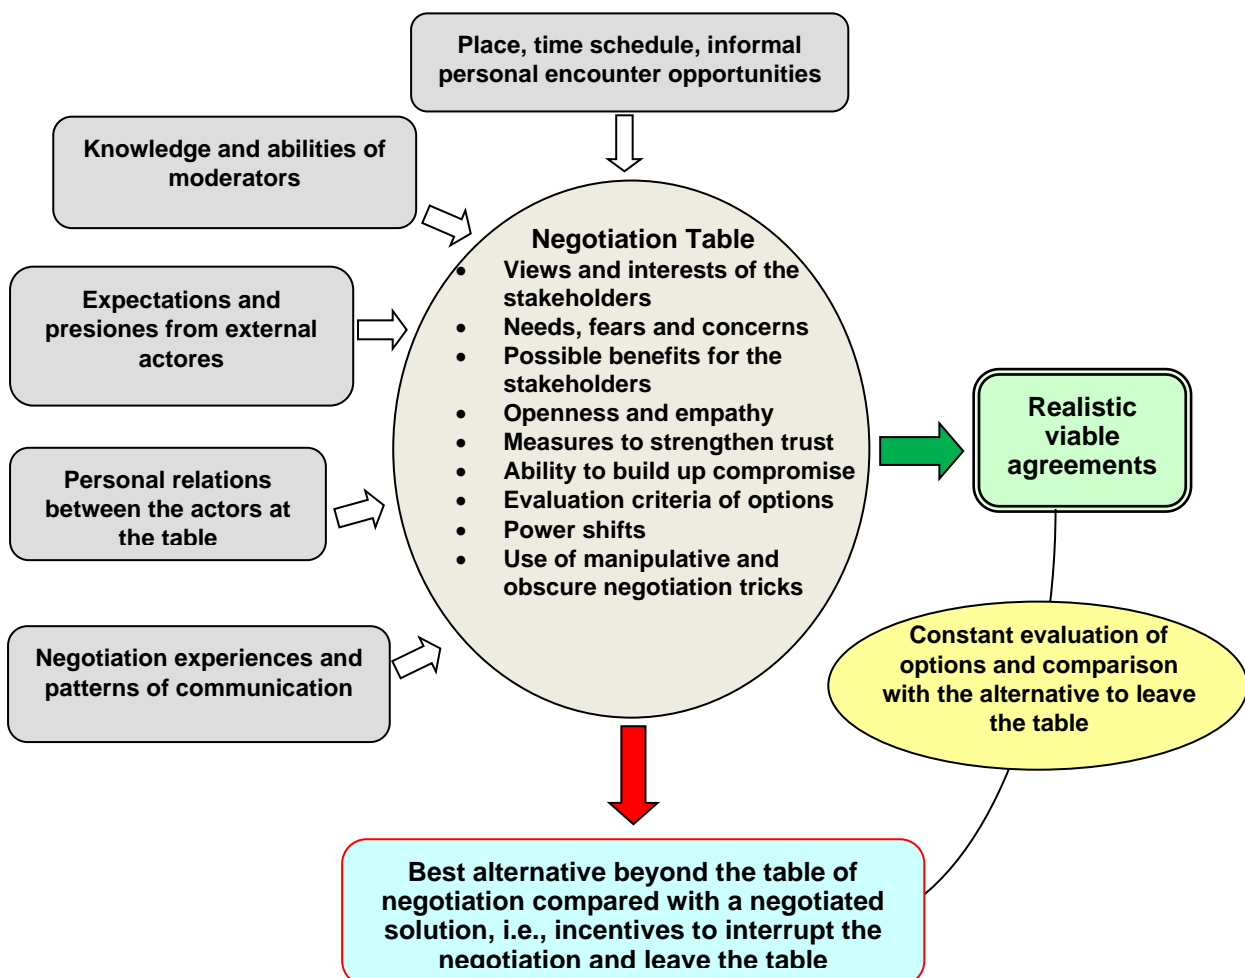 Place, time schedule, informal
personal encounter opportunities
Knowledge and abilities of
moderators
Expectations and
presiones from external
actores
Personal relations
between the actors at
the table
Negotiation experiences and
patterns of communication
Negotiation Table
• Views and interests of the
stakeholders
• Needs, fears and concerns
• Possible benefits for the
stakeholders
• Openness and empathy
• Measures to strengthen trust
• Ability to build up compromise
• Evaluation criteria of options
• Power shifts
• Use of manipulative and
obscure negotiation tricks
Realistic
viable
agreements
Constant evaluation of
options and comparison
with the alternative to leave
the table
Best alternative beyond the table of
negotiation compared with a negotiated
solution, i.e., incentives to interrupt the
negotiation and leave the table